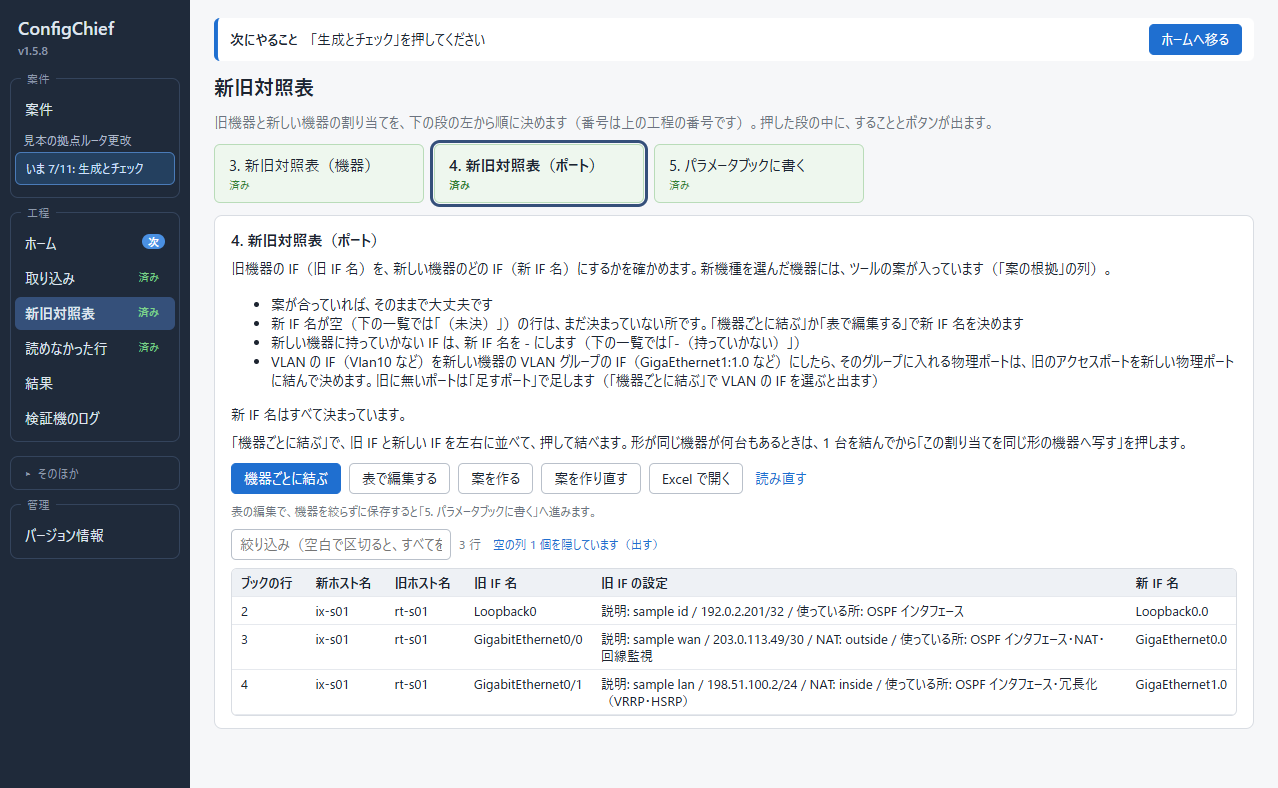 ConfigChief
v1.5.8
案件
案件
見本の拠点ルータ更改
いま 7/11: 生成とチェック
工程
ホーム 次
取り込み 済み
新旧対照表 済み
読めなかった行 済み
結果
検証機のログ
▸ そのほか
管理
バージョン情報
次にやること 「生成とチェック」を押してください
ホームへ移る
新旧対照表
旧機器と新しい機器の割り当てを、下の段の左から順に決めます（番号は上の工程の番号です）。押した段の中に、することとボタンが出ます。
3. 新旧対照表（機器）
済み
4. 新旧対照表（ポート）
済み
5. パラメータブックに書く
済み
4. 新旧対照表（ポート）
旧機器の IF（旧 IF 名）を、新しい機器のどの IF（新 IF 名）にするかを確かめます。新機種を選んだ機器には、ツールの案が入っています（「案の根拠」の列）。
• 案が合っていれば、そのままで大丈夫です
• 新 IF 名が空（下の一覧では「（未決）」）の行は、まだ決まっていない所です。「機器ごとに結ぶ」か「表で編集する」で新 IF 名を決めます
• 新しい機器に持っていかない IF は、新 IF 名を - にします（下の一覧では「-（持っていかない）」）
• VLAN の IF（Vlan10 など）を新しい機器の VLAN グループの IF（GigaEthernet1:1.0 など）にしたら、そのグループに入れる物理ポートは、旧のアクセスポートを新しい物理ポート
に結んで決めます。旧に無いポートは「足すポート」で足します（「機器ごとに結ぶ」で VLAN の IF を選ぶと出ます）
新 IF 名はすべて決まっています。
「機器ごとに結ぶ」で、旧 IF と新しい IF を左右に並べて、押して結べます。形が同じ機器が何台もあるときは、1 台を結んでから「この割り当てを同じ形の機器へ写す」を押します。
機器ごとに結ぶ 表で編集する 案を作る 案を作り直す Excel で開く 読み直す
表の編集で、機器を絞らずに保存すると「5. パラメータブックに書く」へ進みます。
絞り込み（空白で区切ると、すべてを 3 行 空の列 1 個を隠しています（出す）
ブックの行 新ホスト名 旧ホスト名 旧 IF 名 旧 IF の設定 新 IF 名
2 ix-s01 rt-s01 Loopback0 説明: sample id / 192.0.2.201/32 / 使っている所: OSPF インタフェース Loopback0.0
3 ix-s01 rt-s01 GigabitEthernet0/0 説明: sample wan / 203.0.113.49/30 / NAT: outside / 使っている所: OSPF インタフェース・NAT・ GigaEthernet0.0
回線監視
4 ix-s01 rt-s01 GigabitEthernet0/1 説明: sample lan / 198.51.100.2/24 / NAT: inside / 使っている所: OSPF インタフェース・冗長化 GigaEthernet1.0
（VRRP・HSRP）